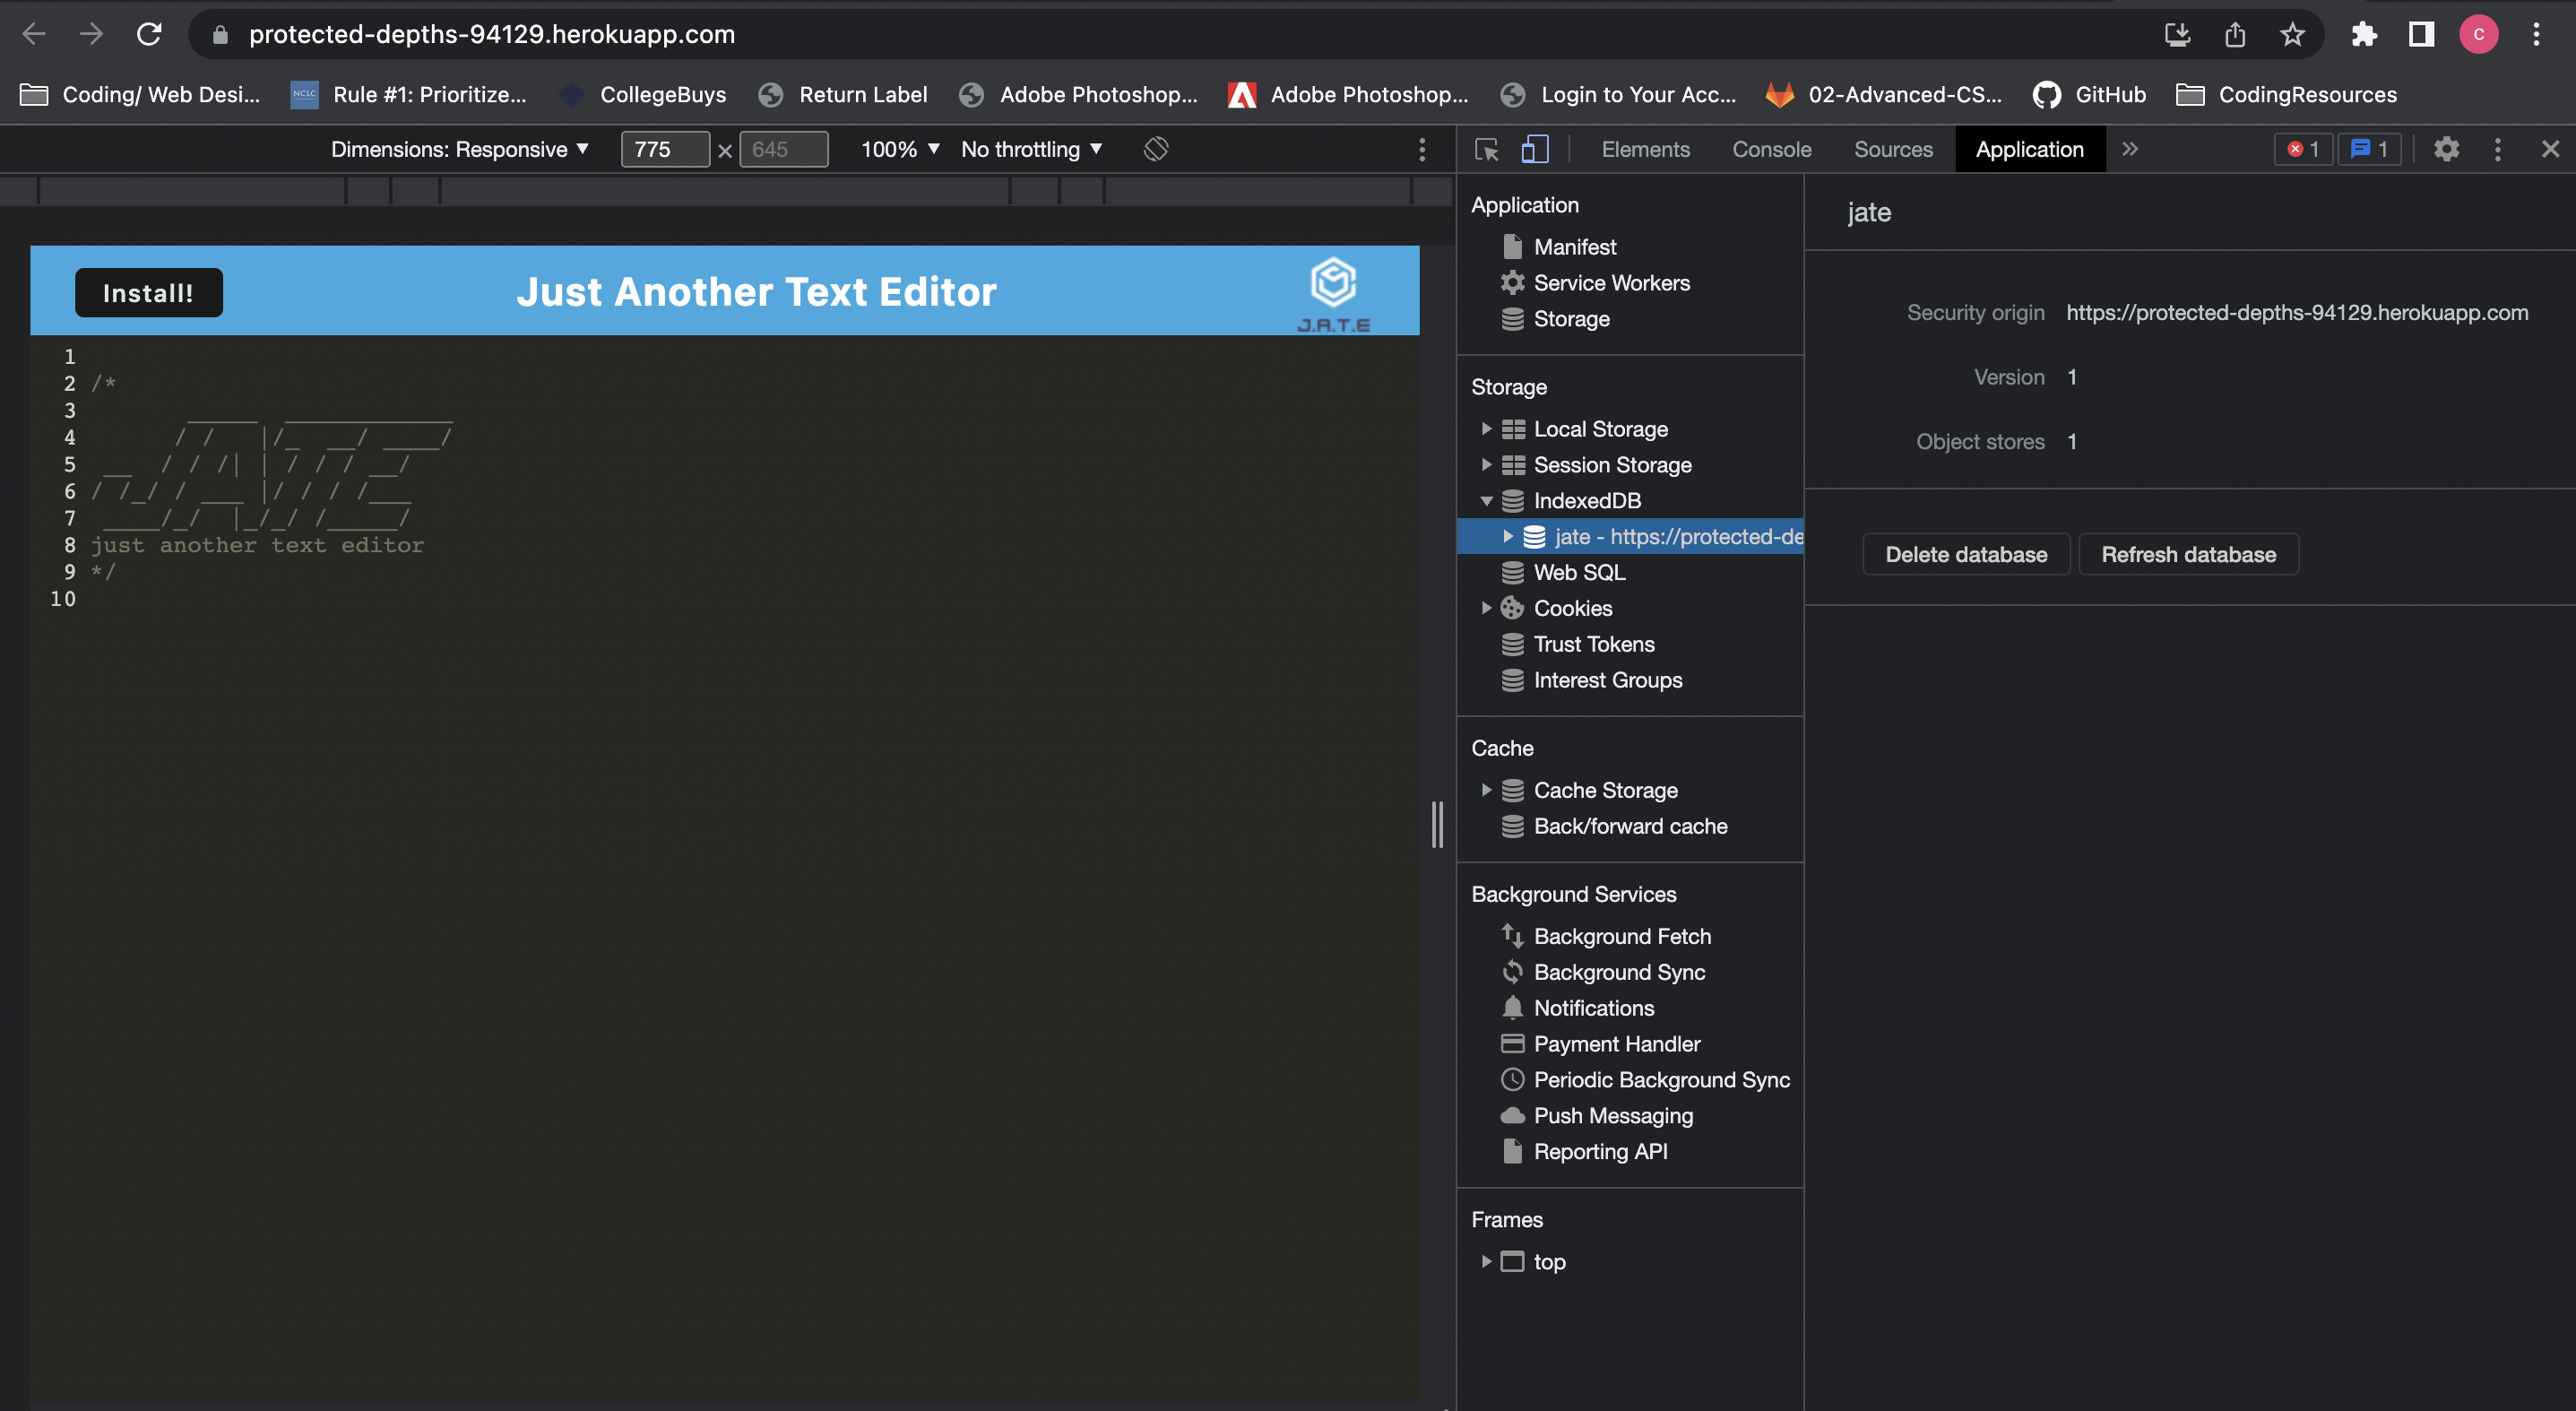 protected-depths-94129.herokuapp.com
C
Coding/ Web Desi... NCLC Rule #1: Prioritize... CollegeBuys Return Label Adobe Photoshop... Adobe Photoshop... Login to Your Acc... 02-Advanced-CS... GitHub CodingResources
Dimensions: Responsive 775 × 645 100% No throttling
Elements Console Sources Application » 1 1
Install! Just Another Text Editor J.A.T.E
1
2 /*
3
4
5
6
7
8 just another text editor
9 */
10
Application
Manifest
Service Workers
Storage
Storage
Local Storage
Session Storage
IndexedDB
jate - https://protected-de
Web SQL
Cookies
Trust Tokens
Interest Groups
Cache
Cache Storage
Back/forward cache
Background Services
Background Fetch
Background Sync
Notifications
Payment Handler
Periodic Background Sync
Push Messaging
Reporting API
Frames
top
jate
Security origin https://protected-depths-94129.herokuapp.com
Version 1
Object stores 1
Delete database Refresh database